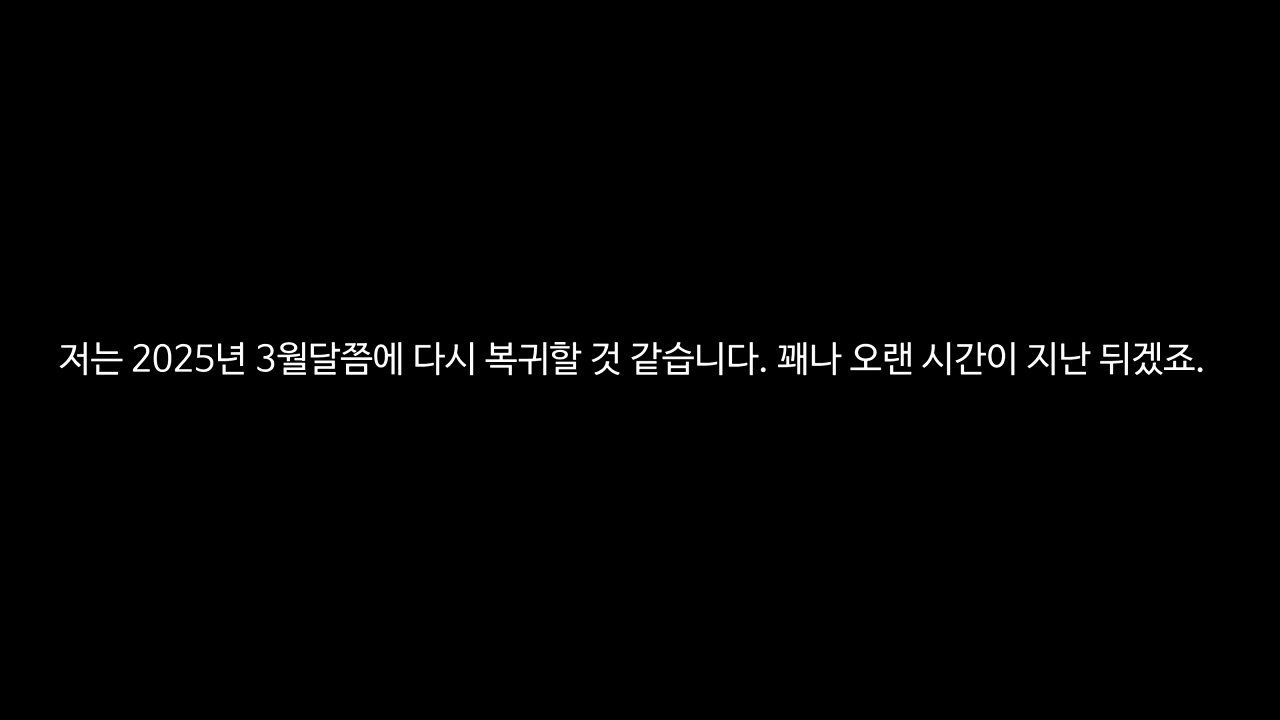 저는 2025년 3월달쯤에 다시 복귀할 것 같습니다. 꽤나 오랜 시간이 지난 뒤겠죠.